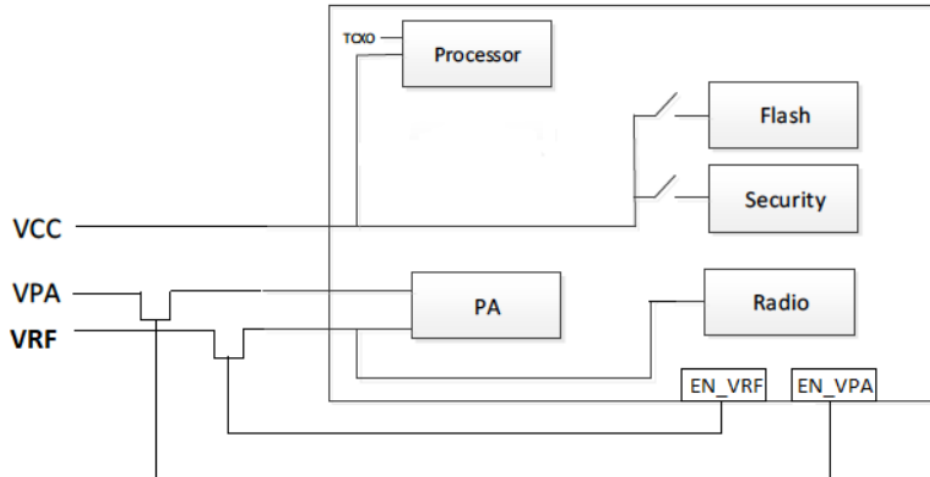 TCXO
Processor
Flash
Security
VCC
VPA
PA
Radio
VRF
EN_VRF
EN_VPA